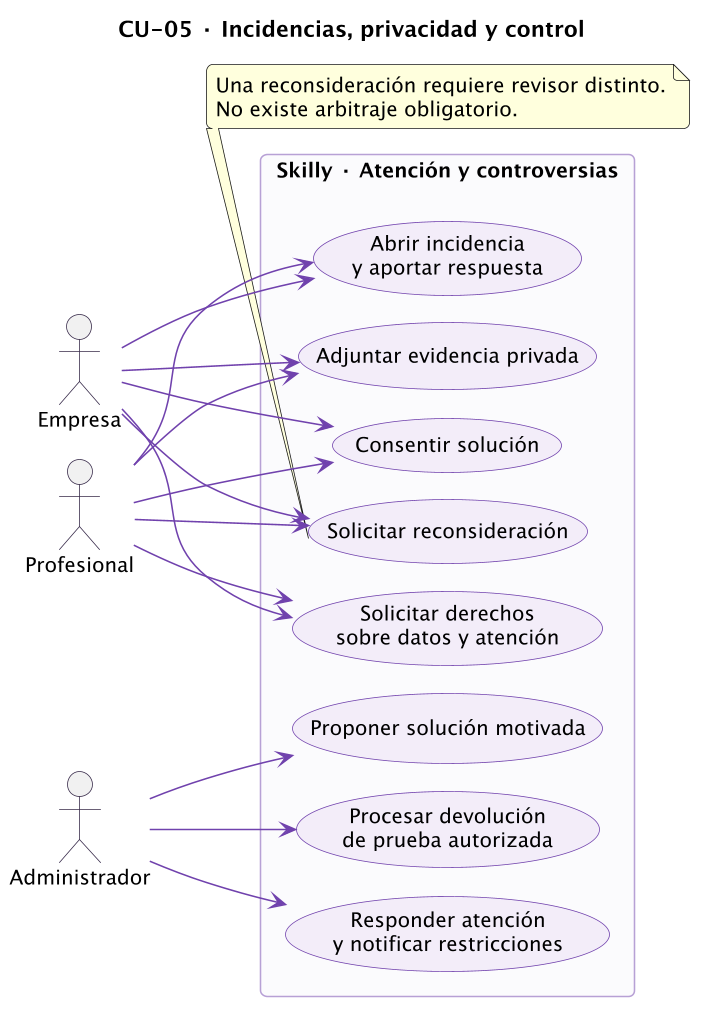 CU-05 · Incidencias, privacidad y control
Una reconsideración requiere revisor distinto.
No existe arbitraje obligatorio.
Skilly · Atención y controversias
Abrir incidencia
y aportar respuesta
Adjuntar evidencia privada
Empresa
Consentir solución
Profesional
Solicitar reconsideración
Solicitar derechos
sobre datos y atención
Proponer solución motivada
Administrador
Procesar devolución
de prueba autorizada
Responder atención
y notificar restricciones